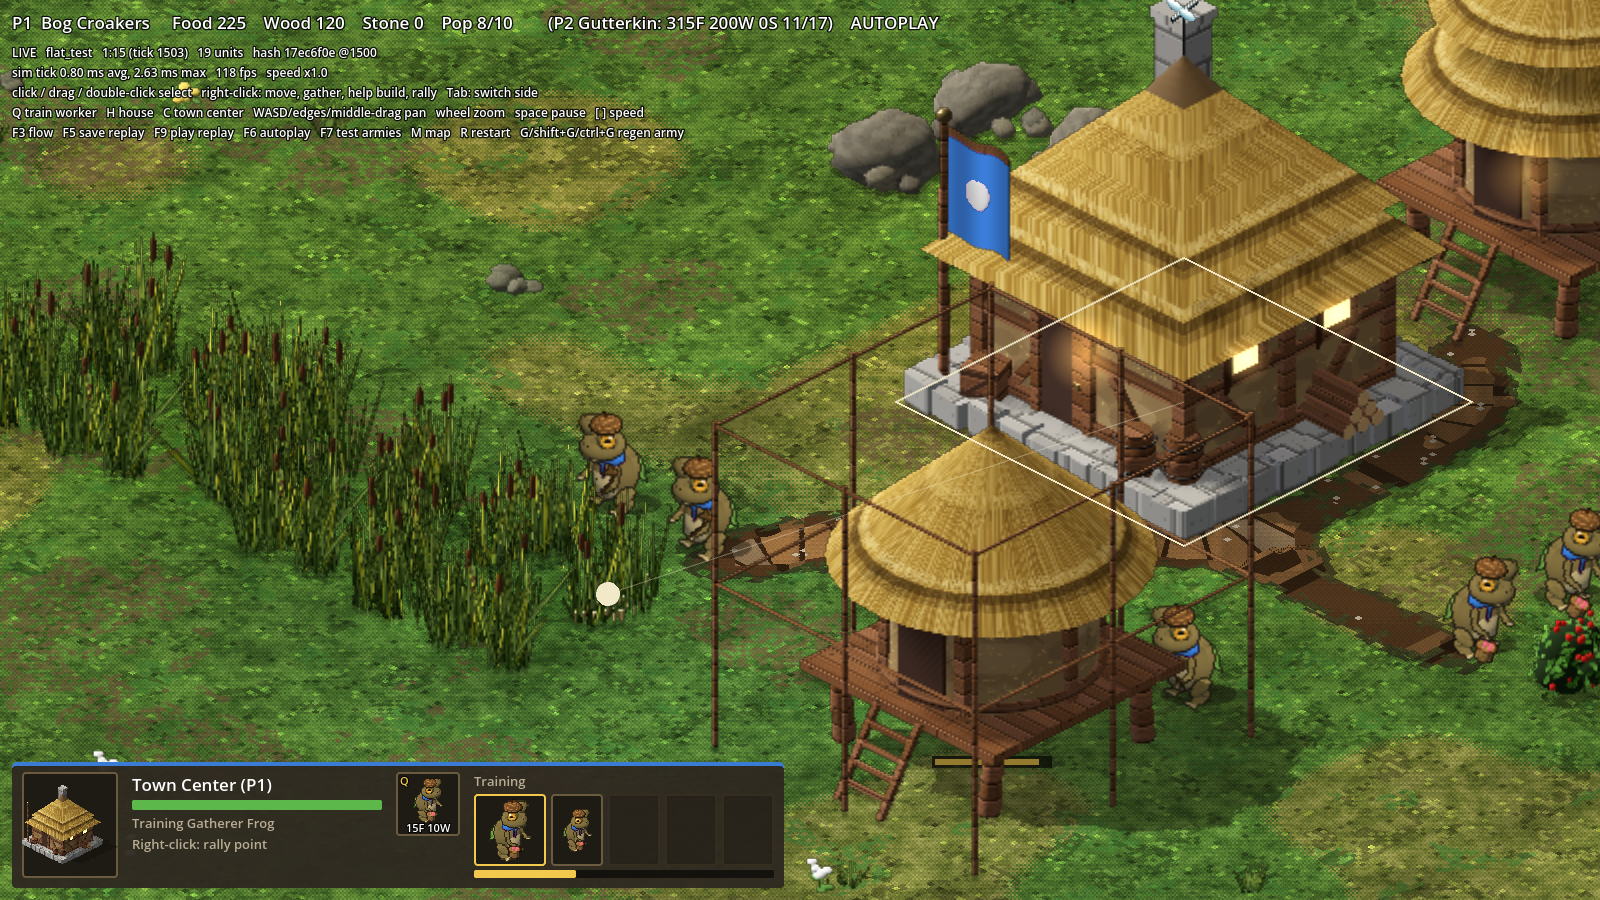 P1 Bog Croakers Food 225 Wood 120 Stone 0 Pop 8/10 (P2 Gutterkin: 315F 200W 0S 11/17) AUTOPLAY
LIVE flat_test 1:15 (tick 1503) 19 units hash 17ec6f0e @1500
sim tick 0.80 ms avg, 2.63 ms max 118 fps speed x1.0
click / drag / double-click select right-click: move, gather, help build, rally Tab: switch side
Q train worker H house C town center WASD/edges/middle-drag pan wheel zoom space pause [ ] speed
F3 flow F5 save replay F9 play replay F6 autoplay F7 test armies M map R restart G/shift+G/ctrl+G regen army
Town Center (P1)
Training Gatherer Frog
Right-click: rally point
Q
15F 10W
Training